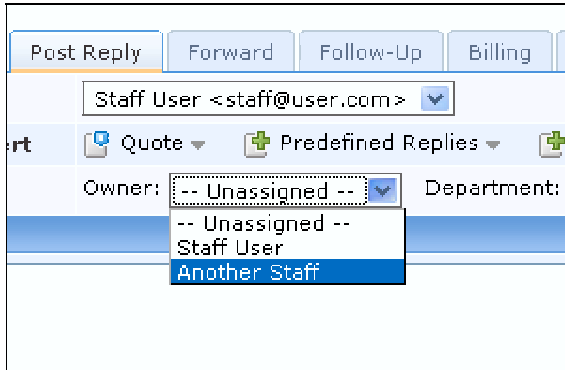 Post Reply Forward Follow-Up Billing
Staff User <staff@user.com>
ert Quote Predefined Replies
Owner: -- Unassigned -- Department:
-- Unassigned --
Staff User
Another Staff